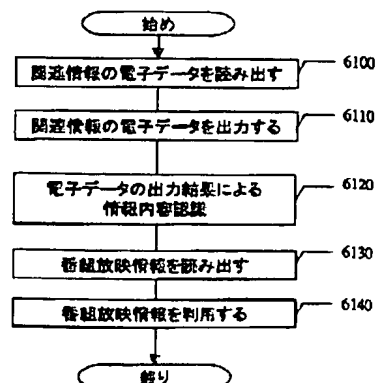 始め
関連情報の電子データを読み出す
6100
関連情報の電子データを出力する
6110
電子データの出力結果による
情報内容認識
6120
番組放映情報を読み出す
6130
番組放映情報を利用する
6140
終り